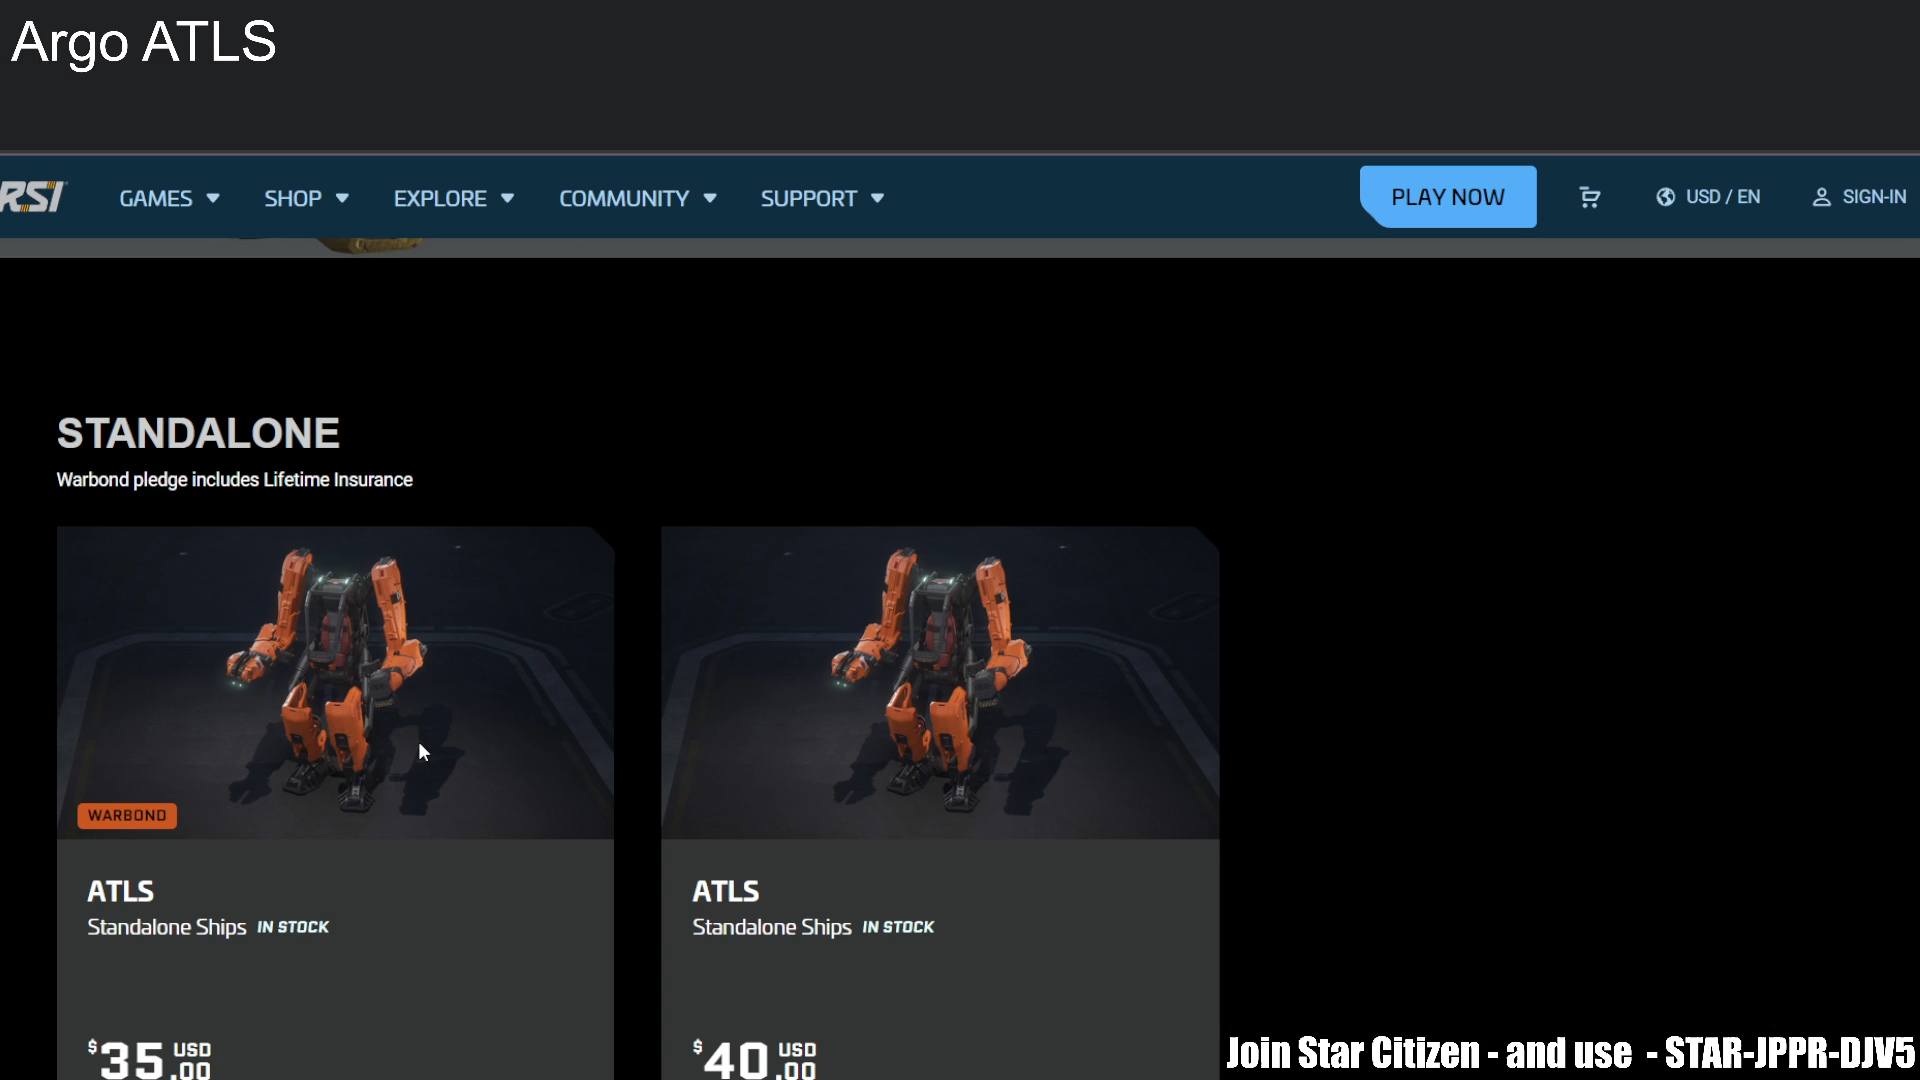 Argo ATLS
RSI GAMES SHOP EXPLORE COMMUNITY SUPPORT PLAY NOW USD / EN SIGN-IN
STANDALONE
Warbond pledge includes Lifetime Insurance
WARBOND
ATLS
Standalone Ships IN STOCK
$35 USD .00
ATLS
Standalone Ships IN STOCK
$40 USD .00
Join Star Citizen - and use - STAR-JPPR-DJV5